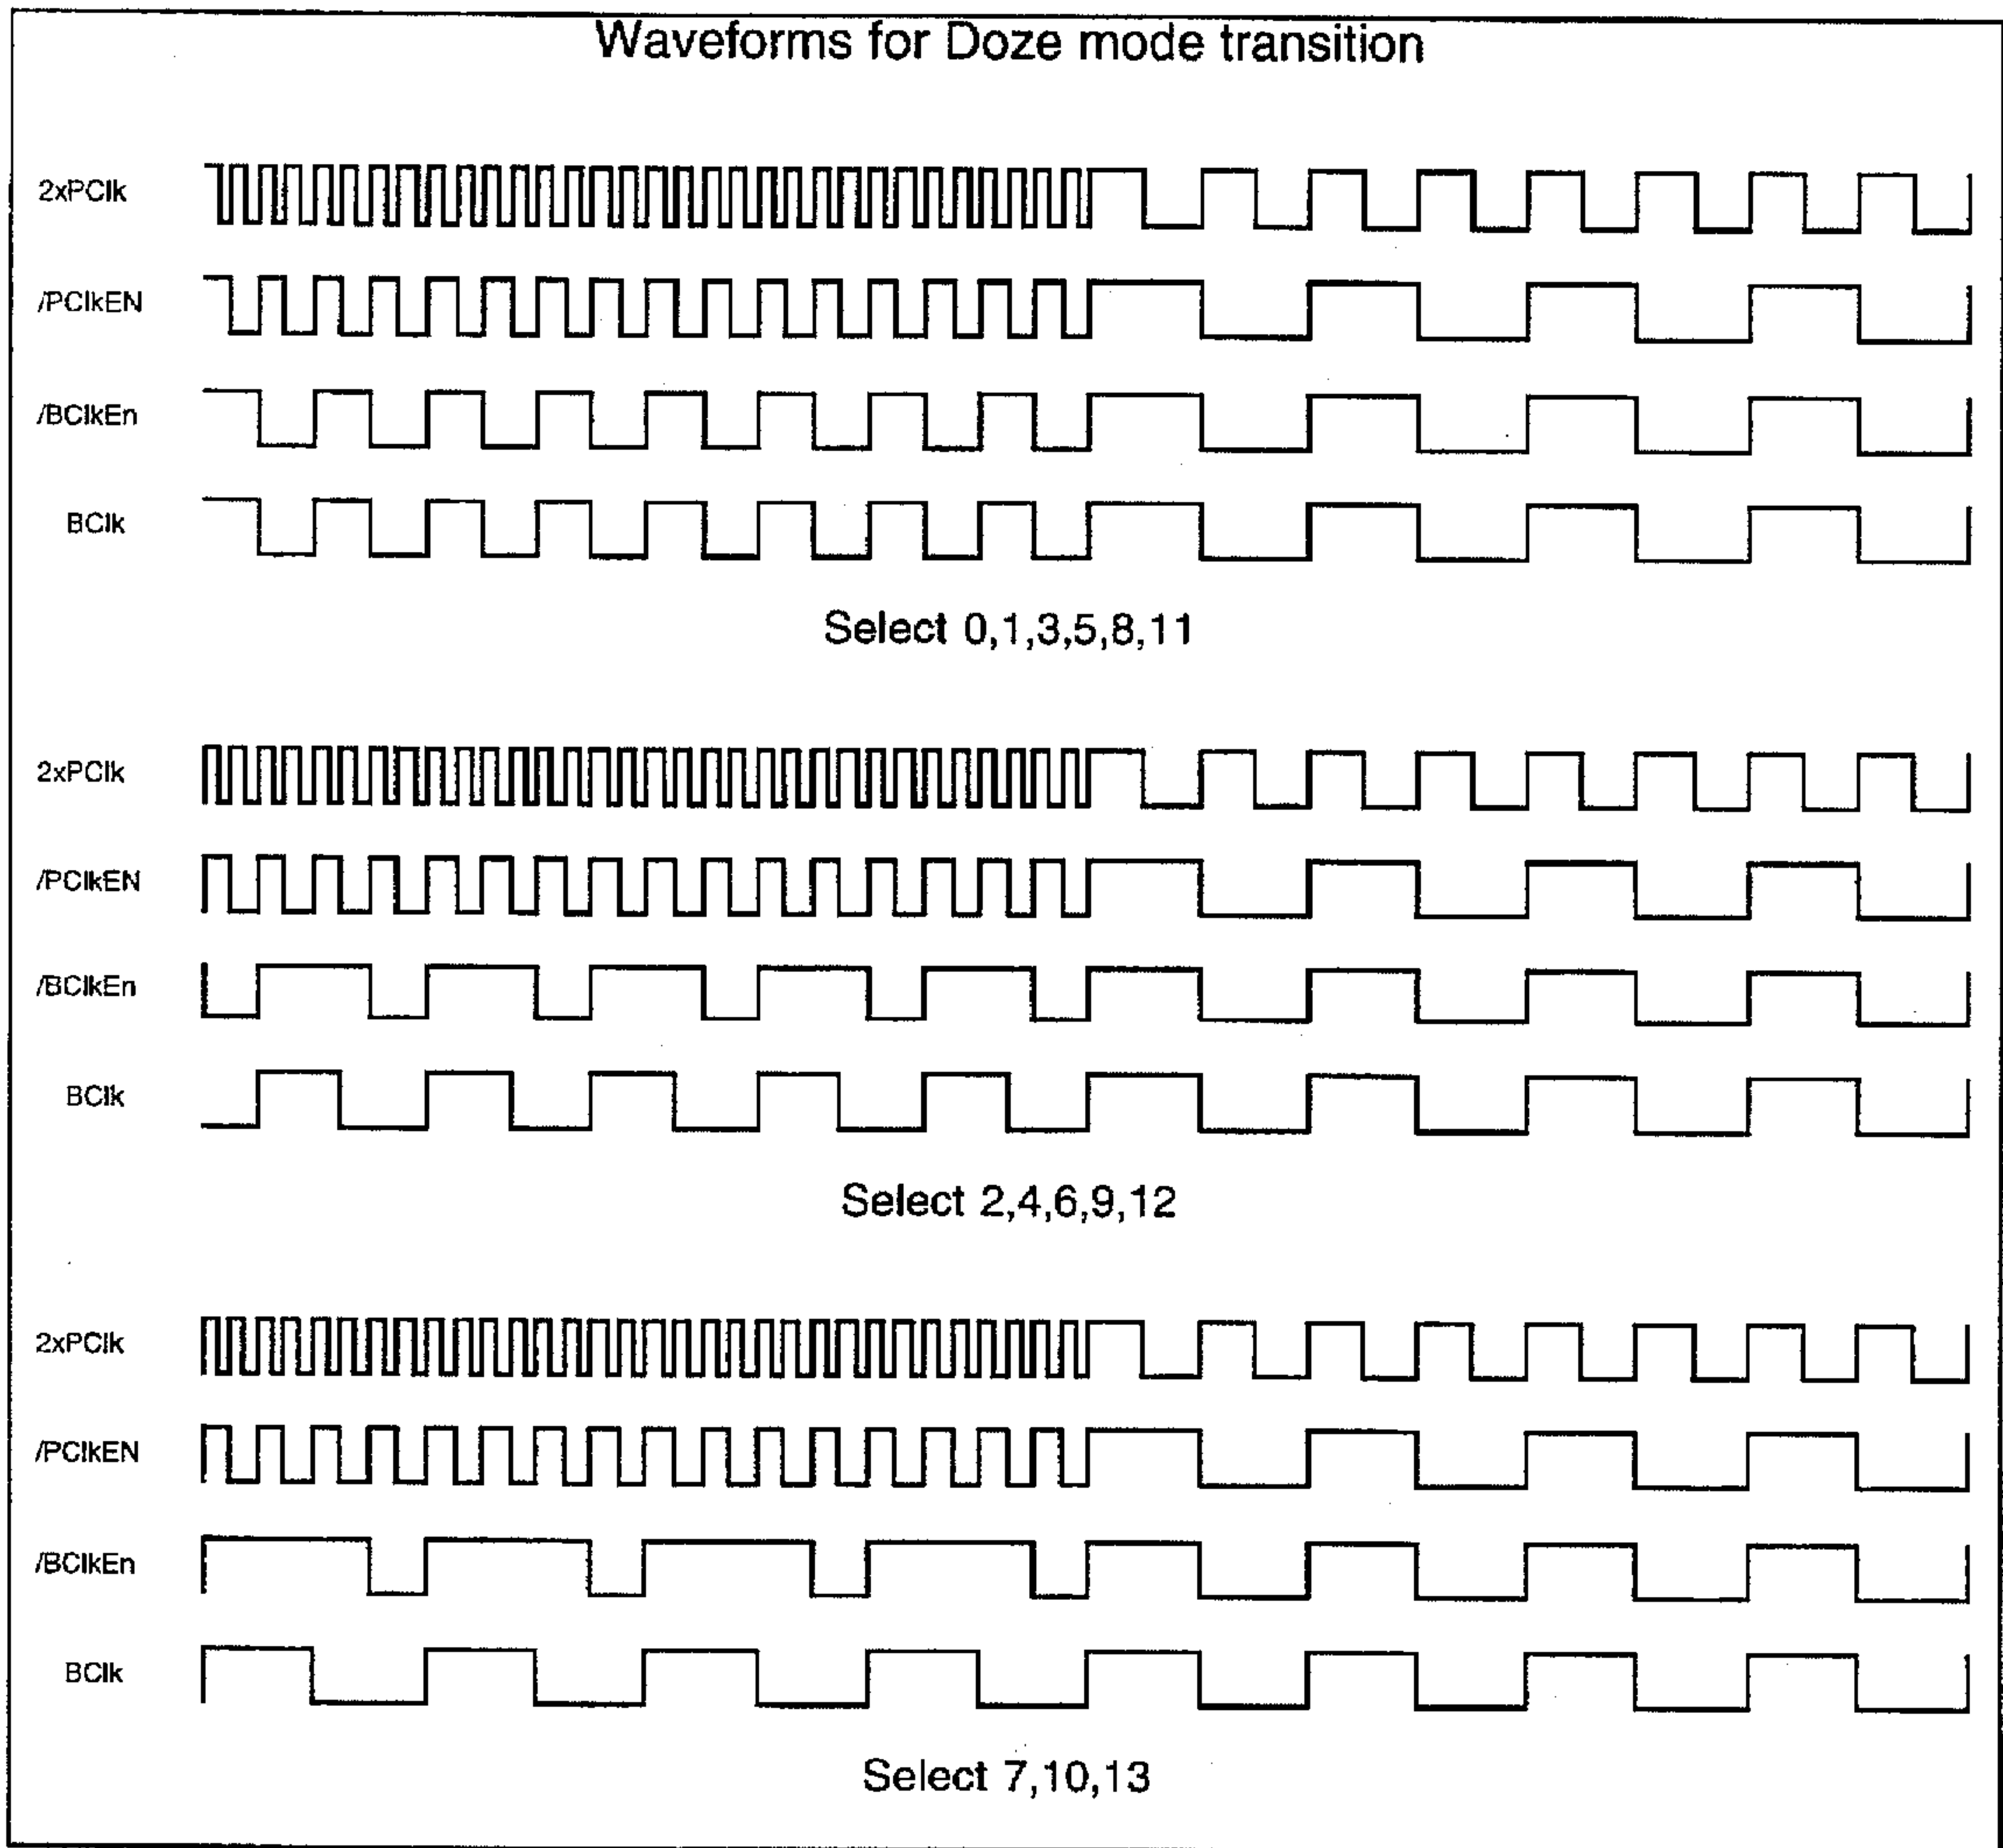 Waveforms for Doze mode transition
2xPClk
/PClkEN
/BClkEn
BClk
Select 0,1,3,5,8,11
2xPClk
/PClkEN
/BClkEn
BClk
Select 2,4,6,9,12
2xPClk
/PClkEN
/BClkEn
BClk
Select 7,10,13